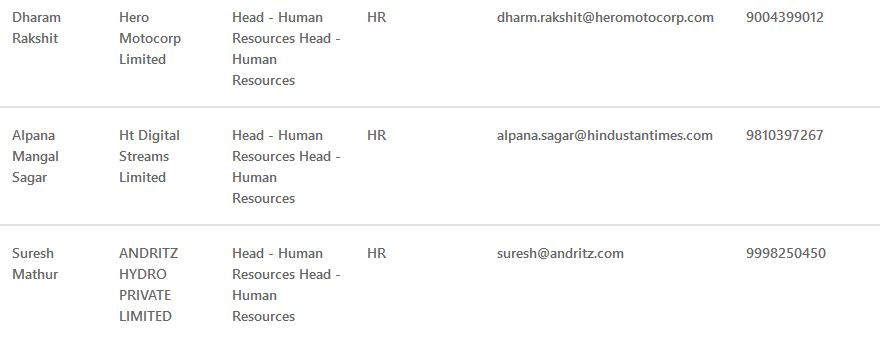 Dharam Rakshit Hero Motocorp Limited Head - Human Resources Head - Human Resources HR dharm.rakshit@heromotocorp.com 9004399012
Alpana Mangal Sagar Ht Digital Streams Limited Head - Human Resources Head - Human Resources HR alpana.sagar@hindustantimes.com 9810397267
Suresh Mathur ANDRITZ HYDRO PRIVATE LIMITED Head - Human Resources Head - Human Resources HR suresh@andritz.com 9998250450